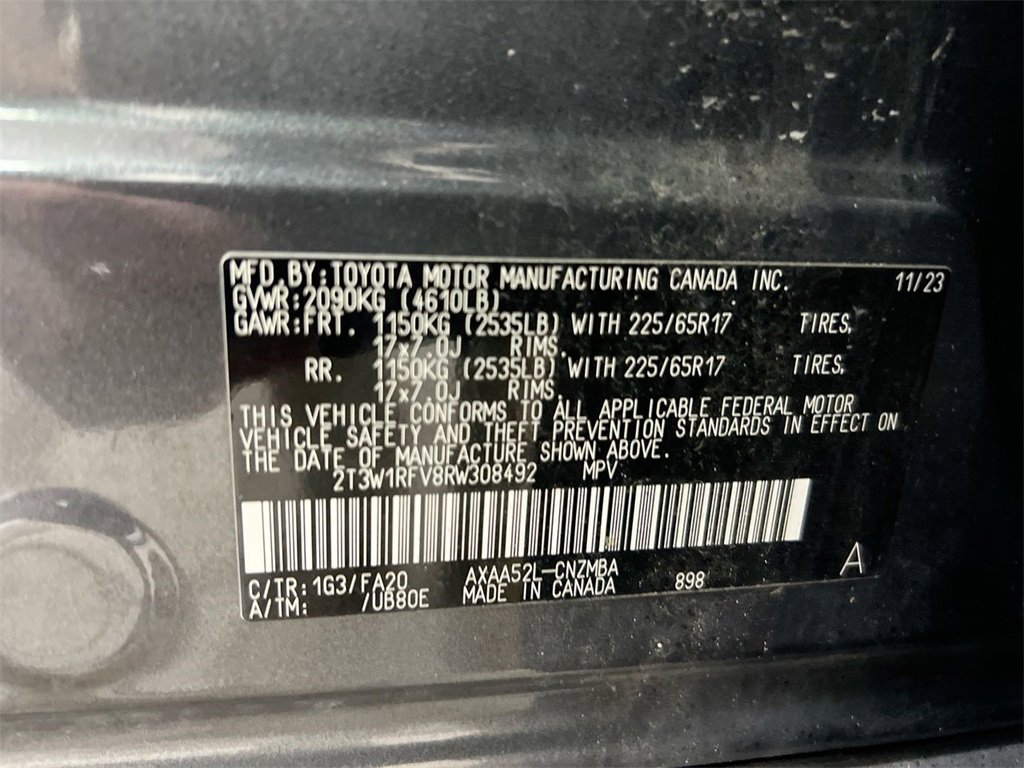 MFD.BY:TOYOTA MOTOR MANUFACTURING CANADA INC. 11/23
GVWR:2090KG (4610LB)
GAWR:FRT. 1150KG (2535LB) WITH 225/65R17 TIRES,
17x7.0J RIMS.
RR. 1150KG (2535LB) WITH 225/65R17 TIRES,
17x7.0J RIMS.
THIS VEHICLE CONFORMS TO ALL APPLICABLE FEDERAL MOTOR
VEHICLE SAFETY AND THEFT PREVENTION STANDARDS IN EFFECT ON
THE DATE OF MANUFACTURE SHOWN ABOVE.
2T3W1RFV8RW308492 MPV
C/TR:1G3/FA20 AXAA52L-CNZMBA 898 A
A/TM: /UB80E MADE IN CANADA